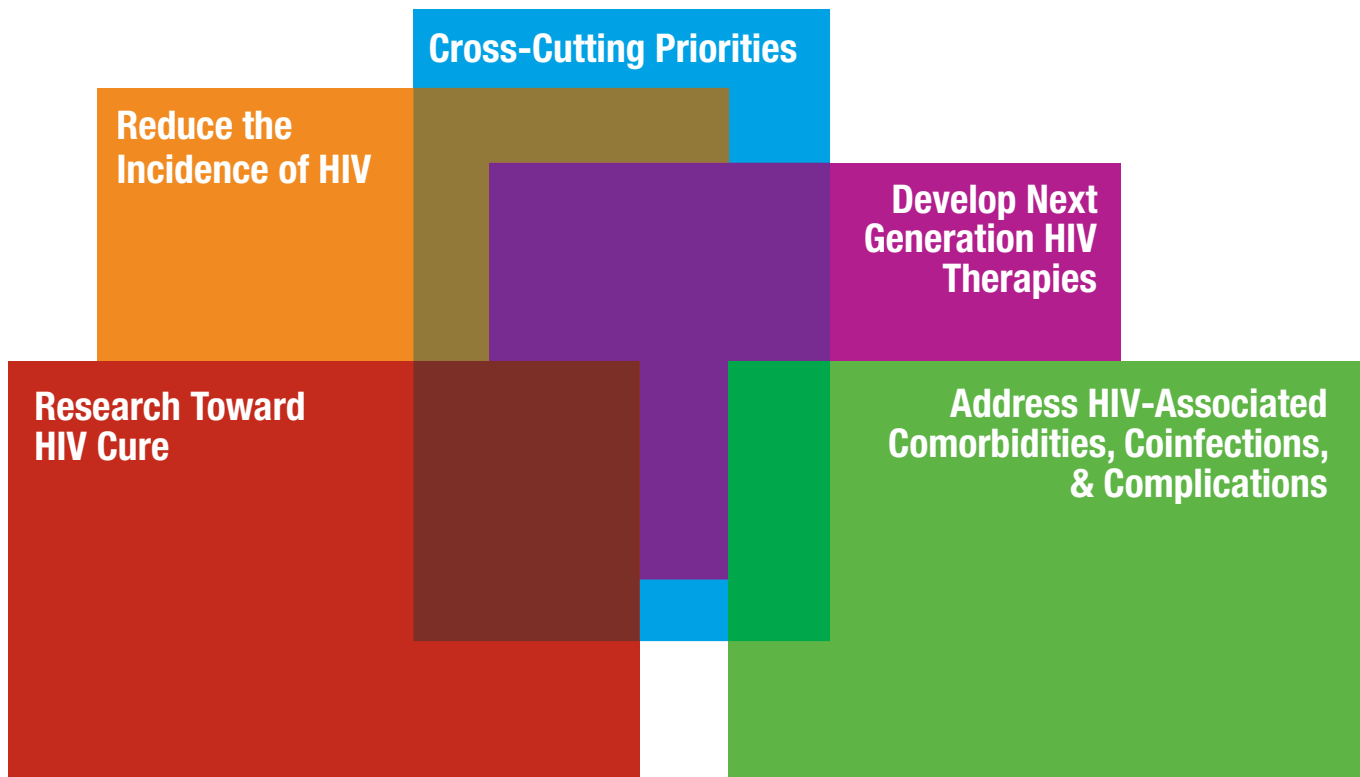 Cross-Cutting Priorities
Reduce the
Incidence of HIV
Develop Next
Generation HIV
Therapies
Research Toward
HIV Cure
Address HIV-Associated
Comorbidities, Coinfections,
& Complications